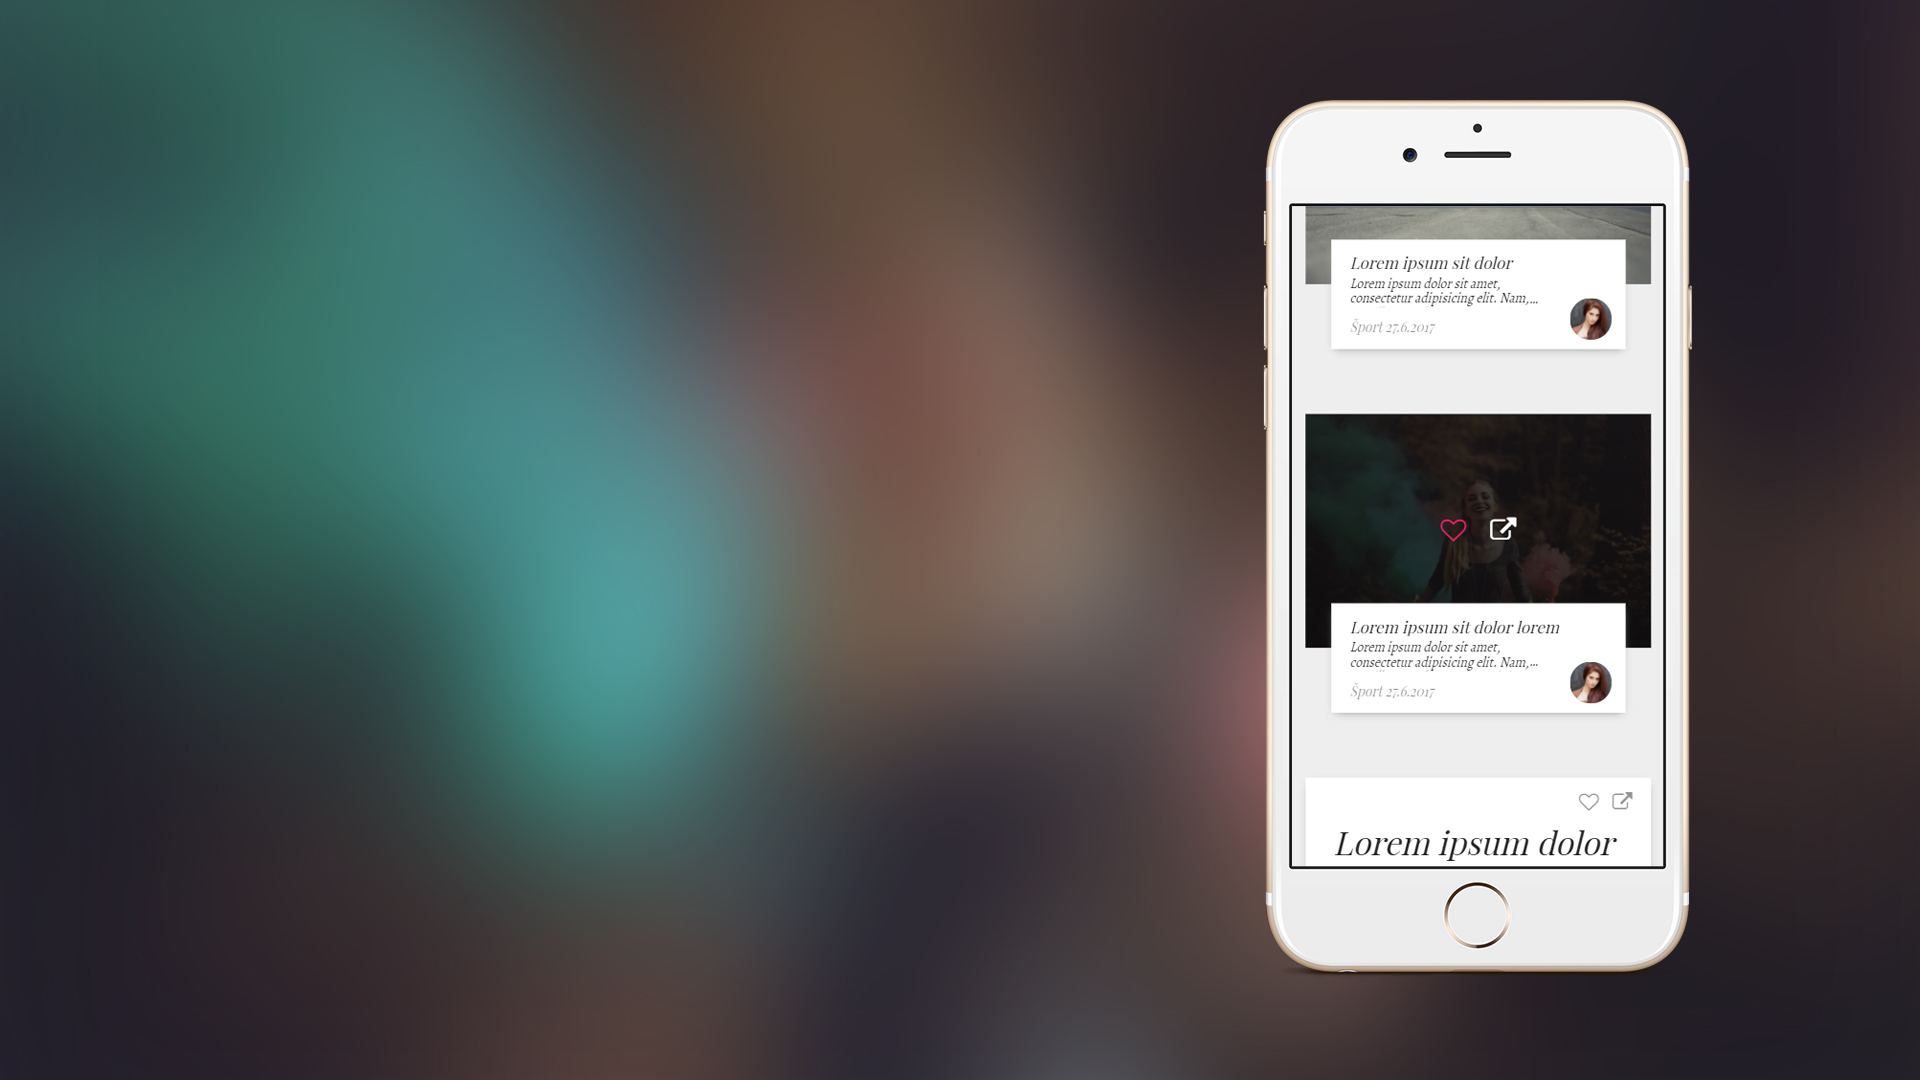 Lorem ipsum sit dolor
Lorem ipsum dolor sit amet,
consectetur adipisicing elit. Nam,...
Šport 27.6.2017
Lorem ipsum sit dolor lorem
Lorem ipsum dolor sit amet,
consectetur adipisicing elit. Nam,...
Šport 27.6.2017
Lorem ipsum dolor